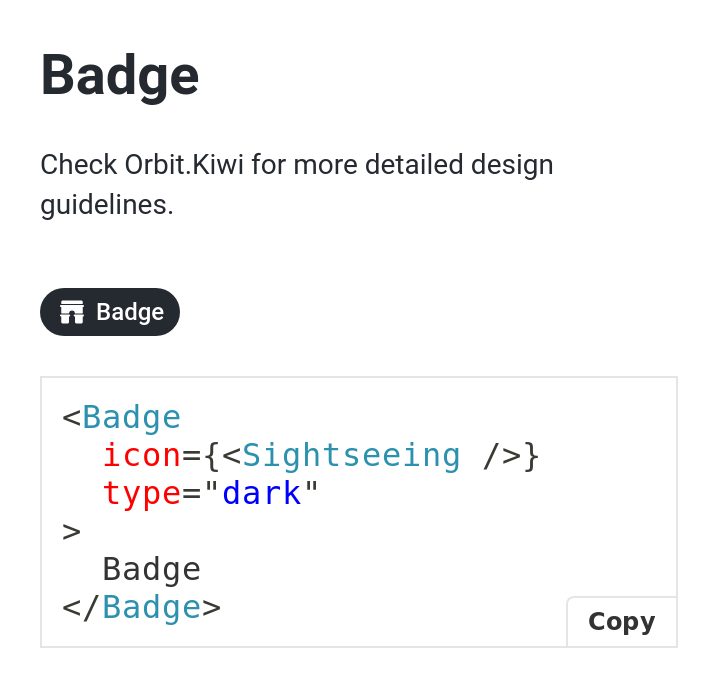 Badge
Check Orbit.Kiwi for more detailed design
guidelines.
Badge
<Badge
  icon={<Sightseeing />}
  type="dark"
>
  Badge
</Badge>
Copy